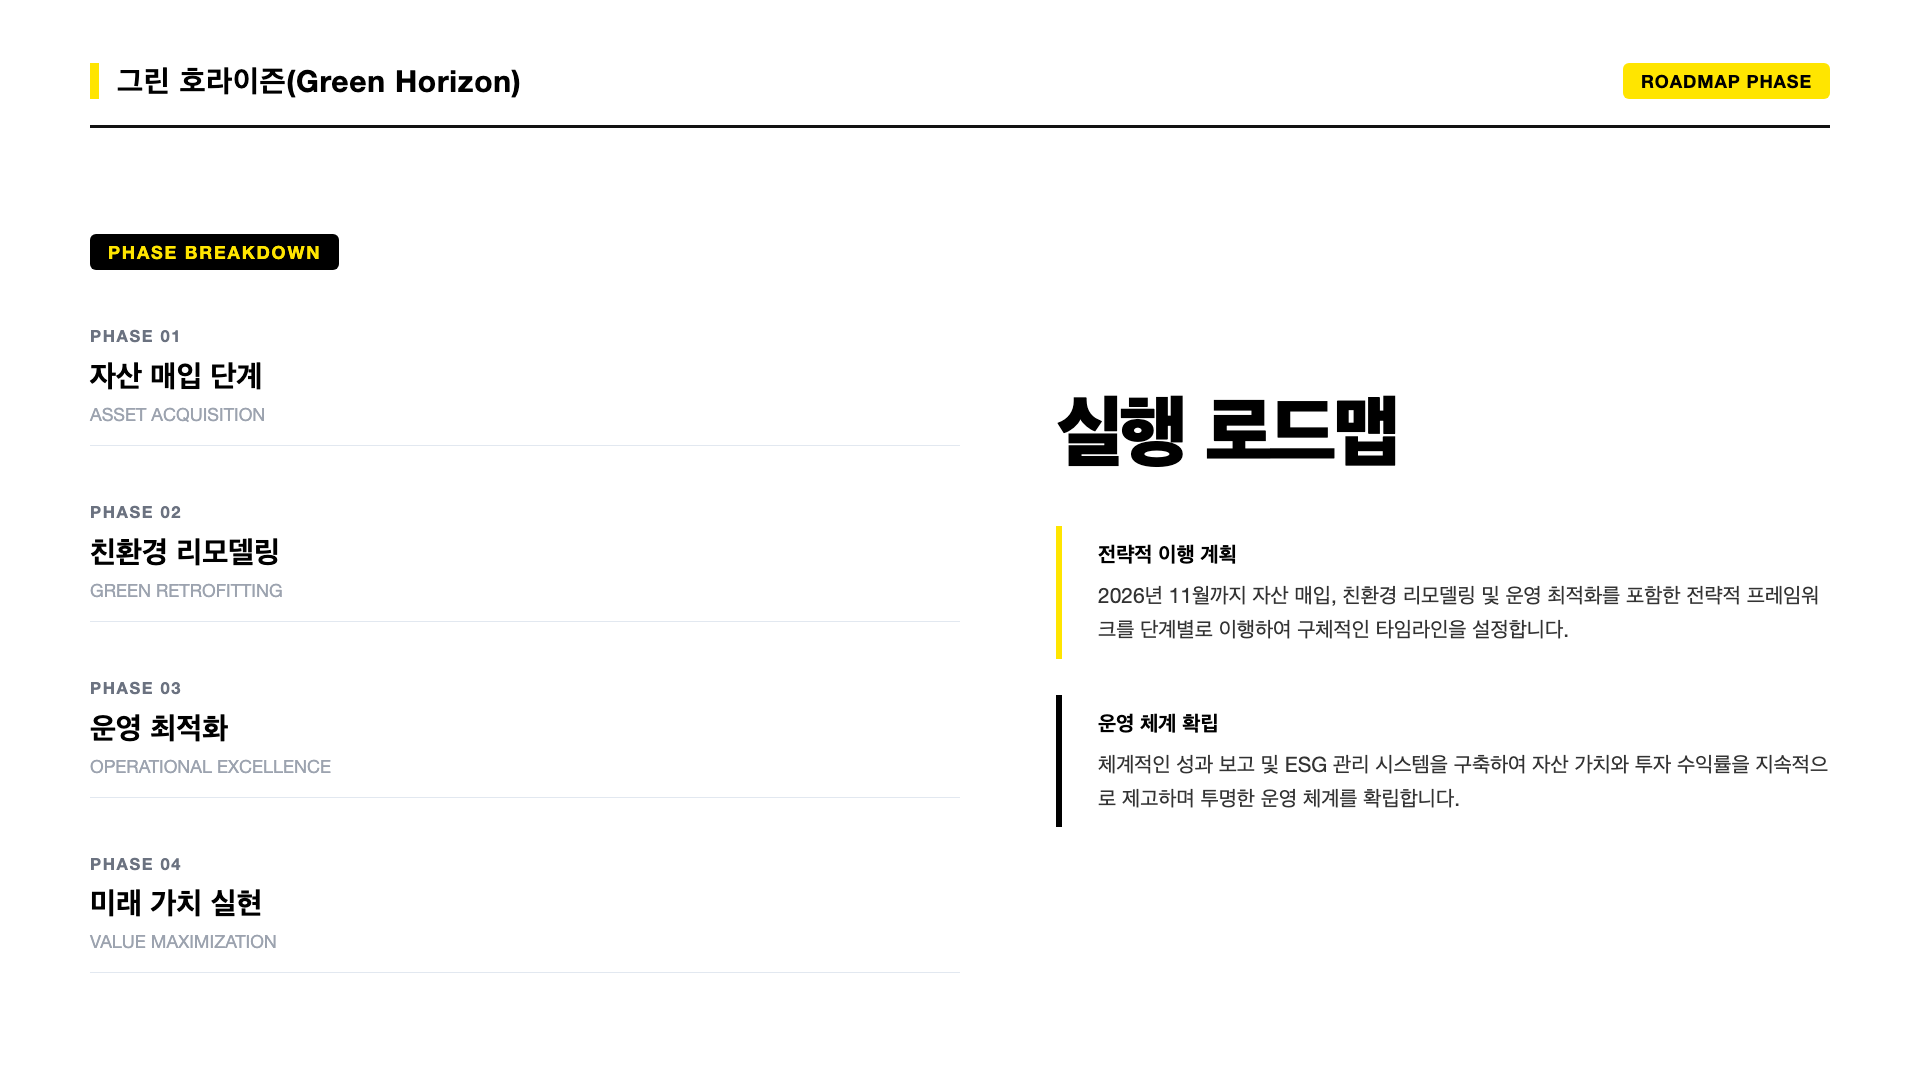 그린 호라이즌(Green Horizon)
ROADMAP PHASE
PHASE BREAKDOWN
PHASE 01
자산 매입 단계
ASSET ACQUISITION
PHASE 02
친환경 리모델링
GREEN RETROFITTING
PHASE 03
운영 최적화
OPERATIONAL EXCELLENCE
PHASE 04
미래 가치 실현
VALUE MAXIMIZATION
실행 로드맵
전략적 이행 계획
2026년 11월까지 자산 매입, 친환경 리모델링 및 운영 최적화를 포함한 전략적 프레임워
크를 단계별로 이행하여 구체적인 타임라인을 설정합니다.
운영 체계 확립
체계적인 성과 보고 및 ESG 관리 시스템을 구축하여 자산 가치와 투자 수익률을 지속적으
로 제고하며 투명한 운영 체계를 확립합니다.